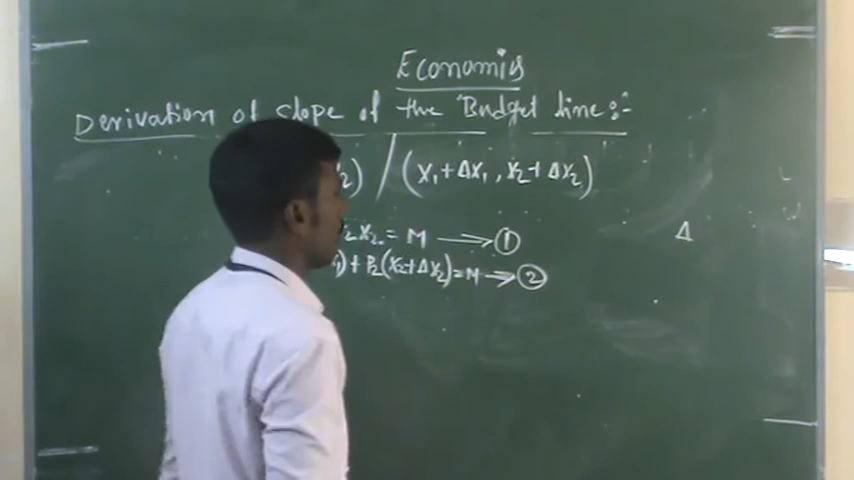 Economics
Derivation of slope of the Budget line :-
2) / (x₁+Δx₁, x₂+Δx₂)
₂x₂ = M → ①
₁) + P₂(x₂+Δx₂) = M → ②
Δ